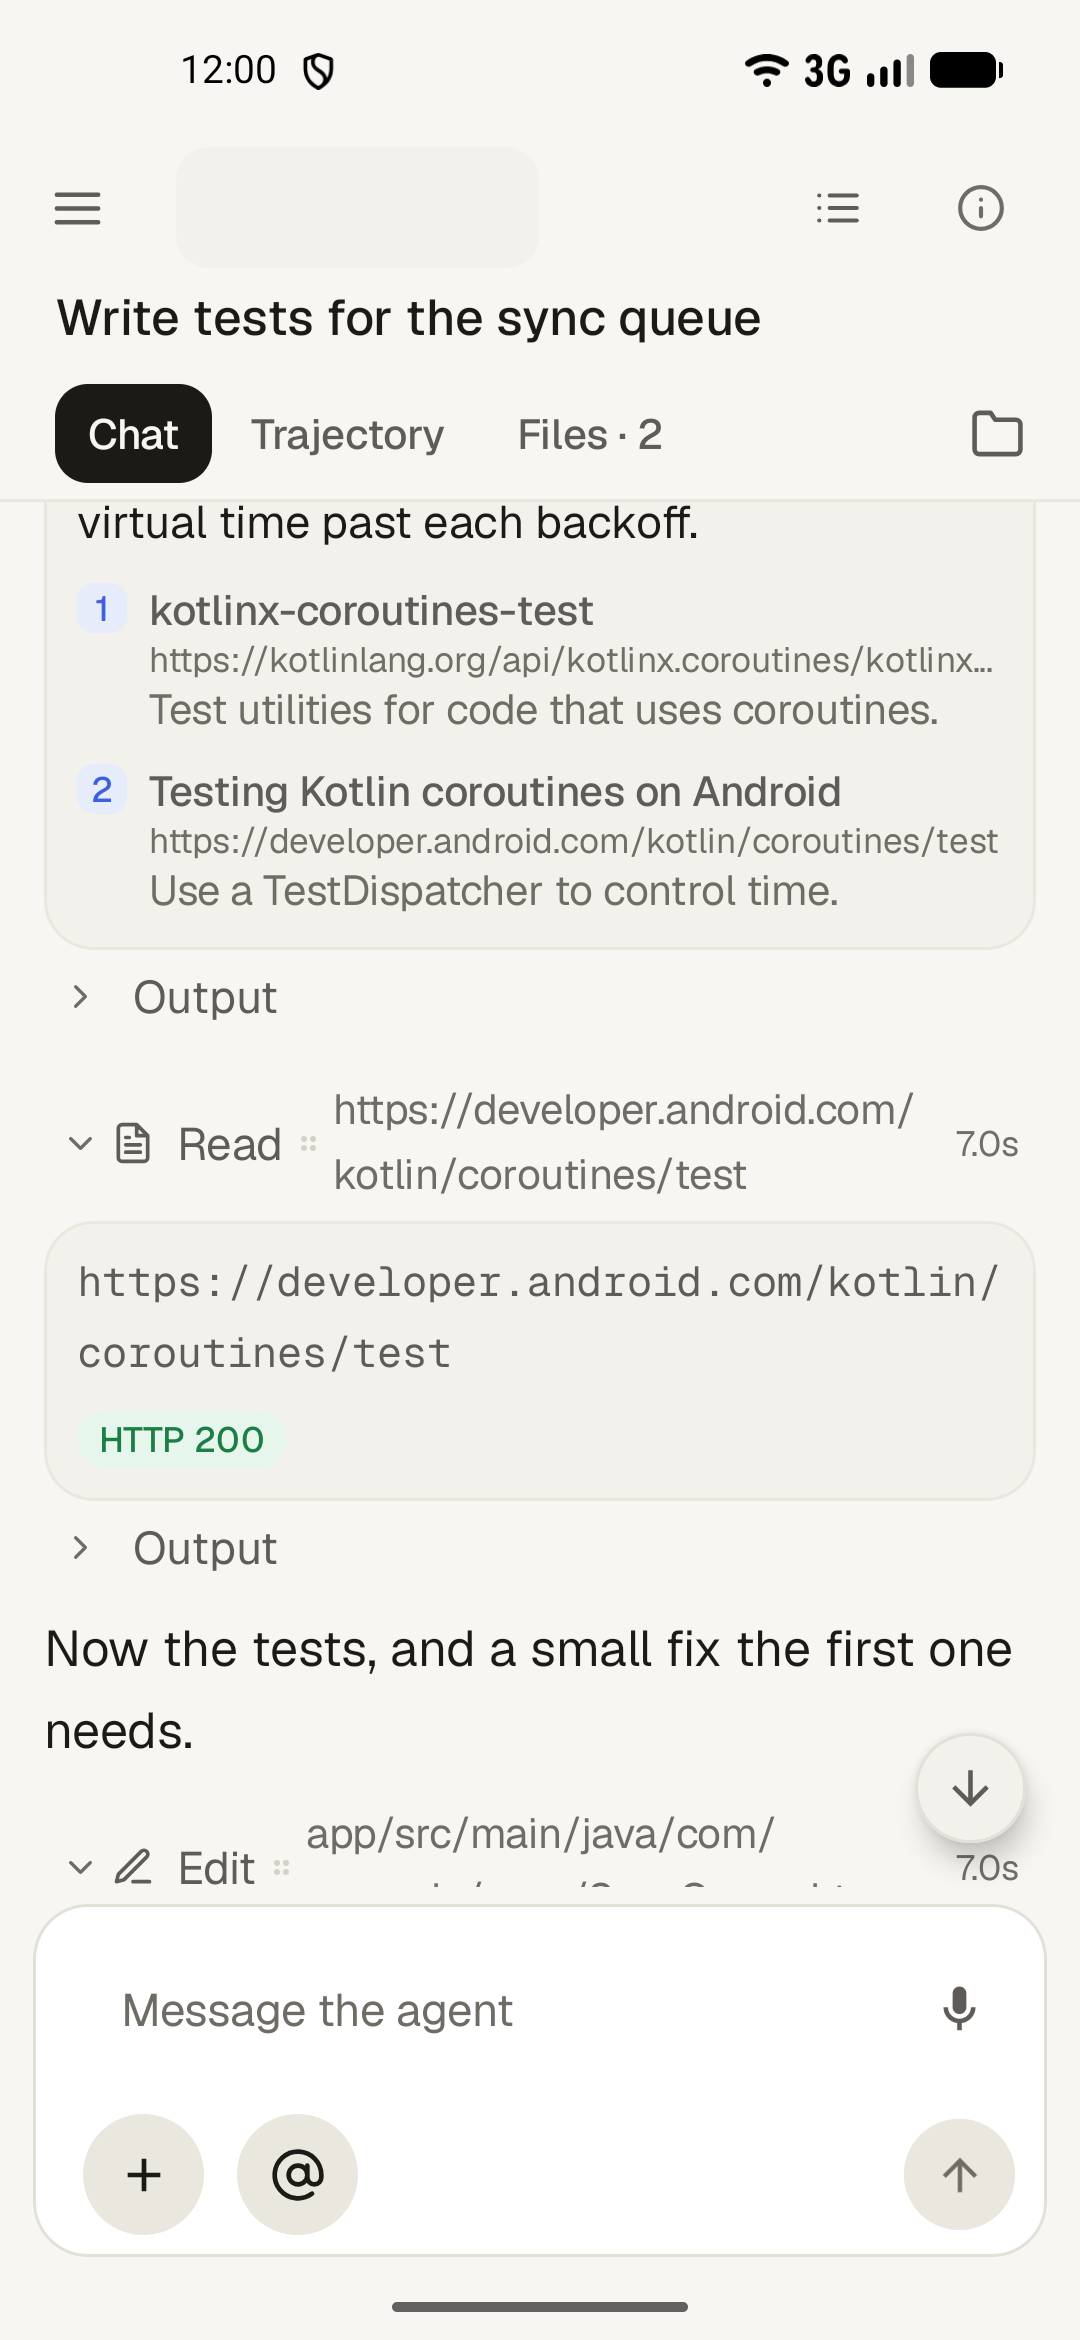 12:00
3G
Write tests for the sync queue
Chat
Trajectory
Files · 2
virtual time past each backoff.
1 kotlinx-coroutines-test
https://kotlinlang.org/api/kotlinx.coroutines/kotlinx...
Test utilities for code that uses coroutines.
2 Testing Kotlin coroutines on Android
https://developer.android.com/kotlin/coroutines/test
Use a TestDispatcher to control time.
Output
Read
https://developer.android.com/
kotlin/coroutines/test
7.0s
https://developer.android.com/kotlin/
coroutines/test
HTTP 200
Output
Now the tests, and a small fix the first one
needs.
Edit
app/src/main/java/com/
7.0s
Message the agent